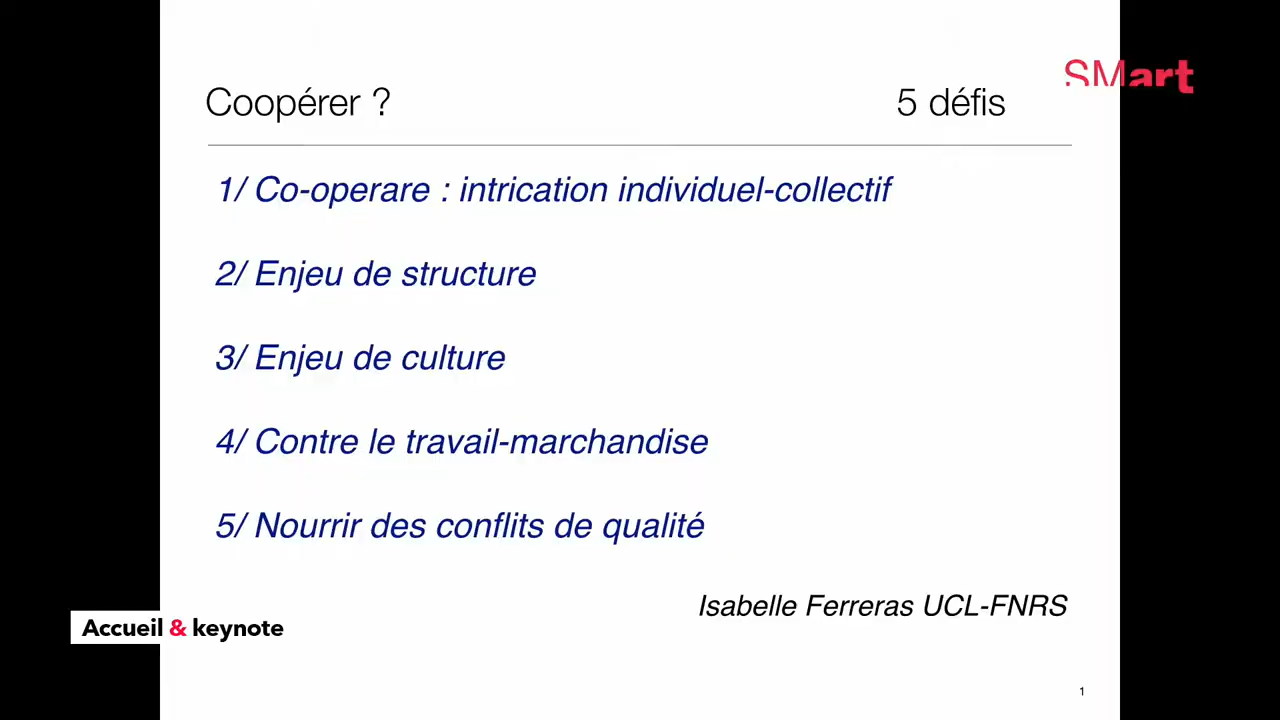 SMart
Coopérer ? 5 défis
1/ Co-operare : intrication individuel-collectif
2/ Enjeu de structure
3/ Enjeu de culture
4/ Contre le travail-marchandise
5/ Nourrir des conflits de qualité
Isabelle Ferreras UCL-FNRS
Accueil & keynote
1